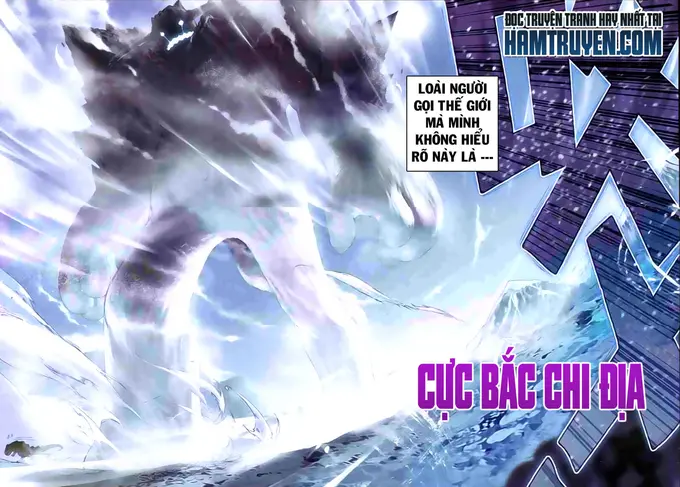 ĐỌC TRUYỆN TRANH HAY NHẤT TẠI
HAMTRUYEN.COM
LOÀI NGƯỜI
GỌI THẾ GIỚI
MÀ MÌNH
KHÔNG HIỂU
RÕ NÀY LÀ ---
CỰC BẮC CHI ĐỊA